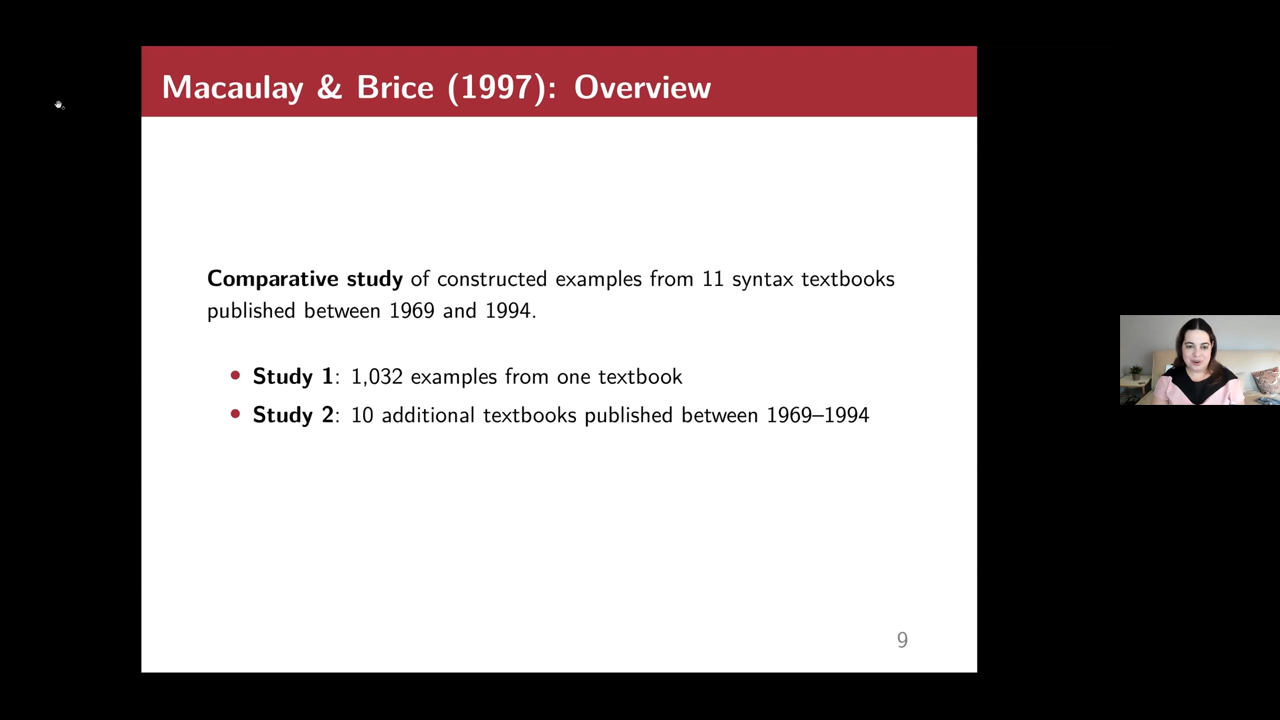 Macaulay & Brice (1997): Overview
Comparative study of constructed examples from 11 syntax textbooks
published between 1969 and 1994.
• Study 1: 1,032 examples from one textbook
• Study 2: 10 additional textbooks published between 1969–1994
9